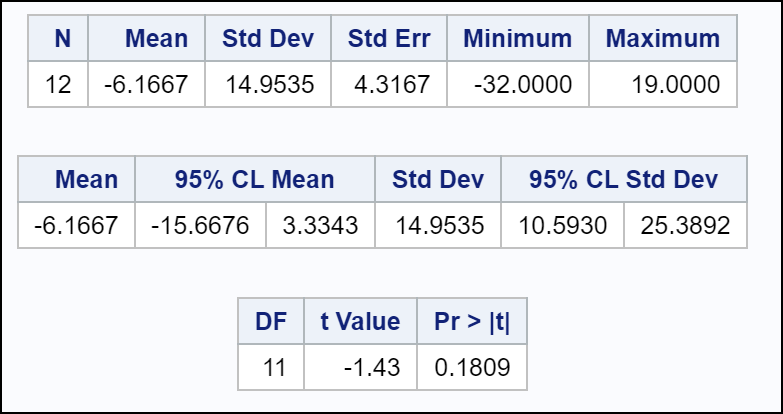 N Mean Std Dev Std Err Minimum Maximum
12 -6.1667 14.9535 4.3167 -32.0000 19.0000
Mean 95% CL Mean Std Dev 95% CL Std Dev
-6.1667 -15.6676 3.3343 14.9535 10.5930 25.3892
DF t Value Pr > |t|
11 -1.43 0.1809